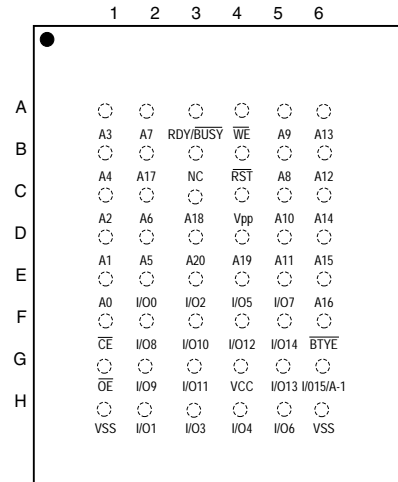 1 2 3 4 5 6
A
A3 A7 RDY/BUSY WE A9 A13
B
A4 A17 NC RST A8 A12
C
A2 A6 A18 Vpp A10 A14
D
A1 A5 A20 A19 A11 A15
E
A0 I/O0 I/O2 I/O5 I/O7 A16
F
CE I/O8 I/O10 I/O12 I/O14 BTYE
G
OE I/O9 I/O11 VCC I/O13 I/015/A-1
H
VSS I/O1 I/O3 I/O4 I/O6 VSS